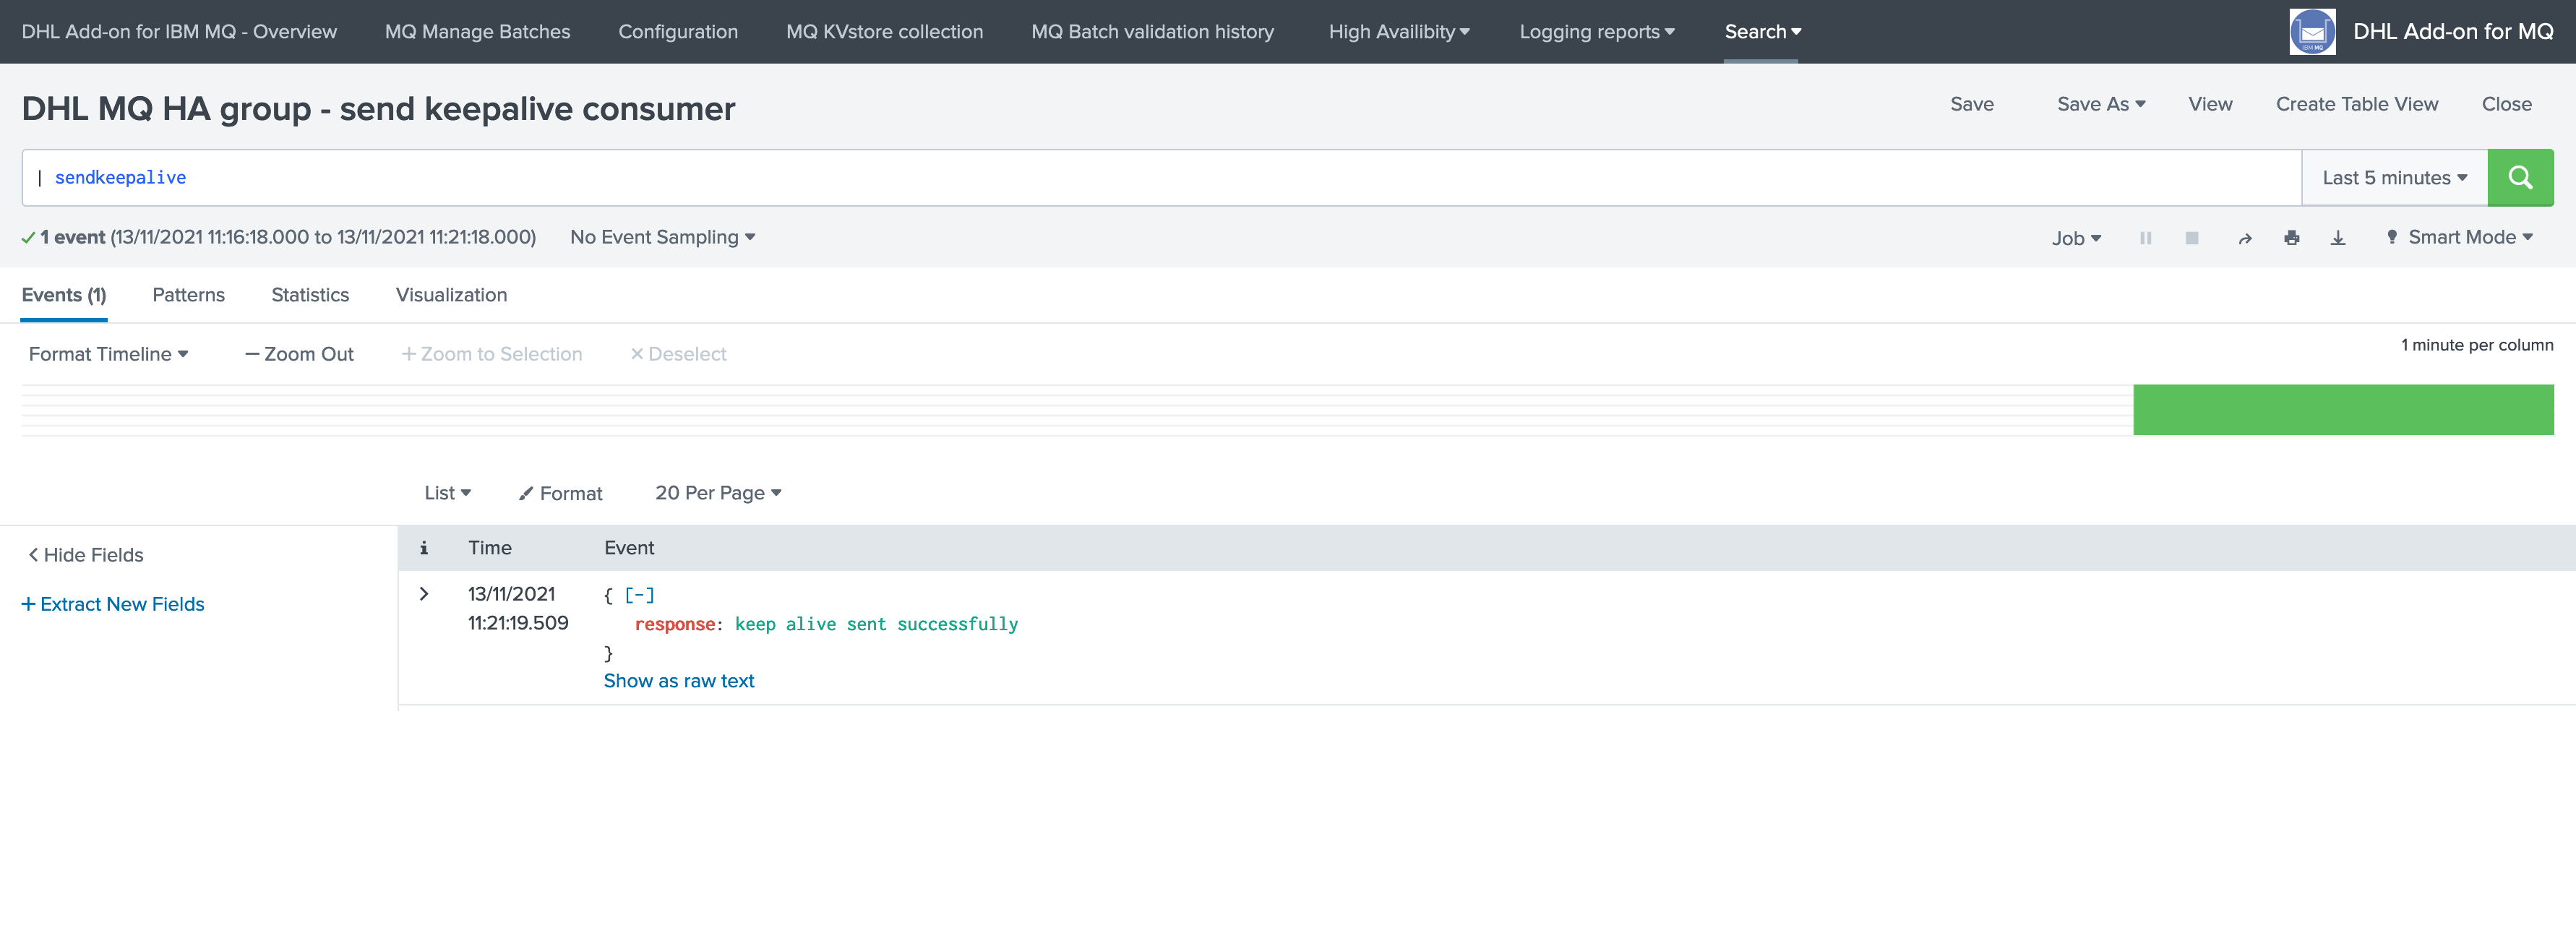 DHL Add-on for IBM MQ - Overview MQ Manage Batches Configuration MQ KVstore collection MQ Batch validation history High Availibity Logging reports Search DHL Add-on for MQ
IBM MQ
DHL MQ HA group - send keepalive consumer
Save Save As View Create Table View Close
| sendkeepalive
Last 5 minutes
1 event (13/11/2021 11:16:18.000 to 13/11/2021 11:21:18.000) No Event Sampling
Job Smart Mode
Events (1) Patterns Statistics Visualization
Format Timeline — Zoom Out + Zoom to Selection × Deselect
1 minute per column
List Format 20 Per Page
< Hide Fields
+ Extract New Fields
i Time Event
> 13/11/2021 { [-]
11:21:19.509 response: keep alive sent successfully
}
Show as raw text